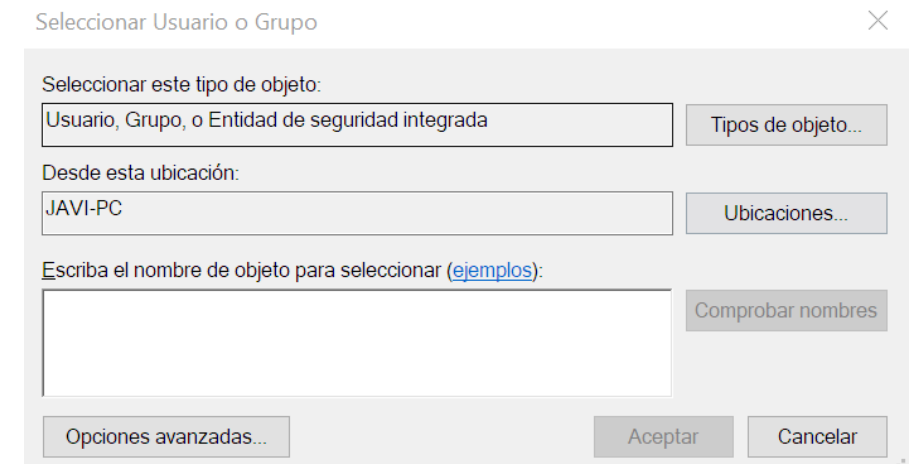 Seleccionar Usuario o Grupo
Seleccionar este tipo de objeto:
Usuario, Grupo, o Entidad de seguridad integrada
Tipos de objeto...
Desde esta ubicación:
JAVI-PC
Ubicaciones...
Escriba el nombre de objeto para seleccionar (ejemplos):
Comprobar nombres
Opciones avanzadas...
Aceptar
Cancelar